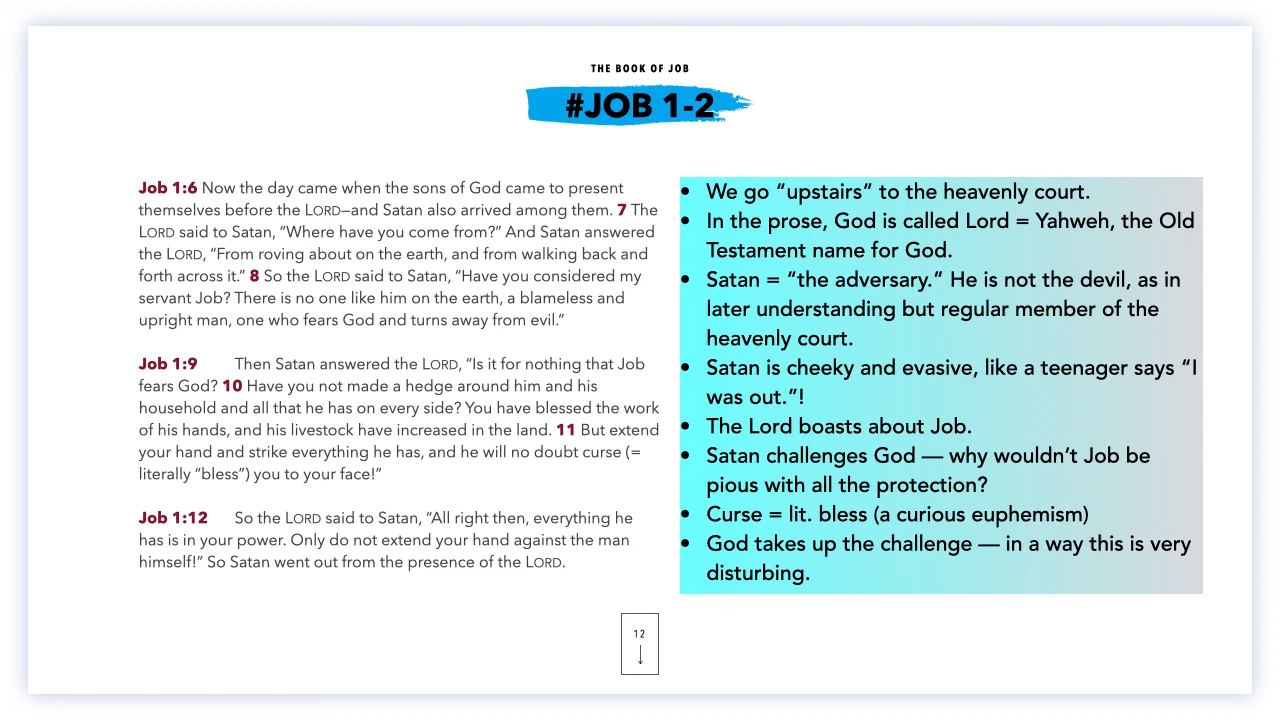 THE BOOK OF JOB
#JOB 1-2
Job 1:6 Now the day came when the sons of God came to present
themselves before the LORD–and Satan also arrived among them. 7 The
LORD said to Satan, “Where have you come from?” And Satan answered
the LORD, “From roving about on the earth, and from walking back and
forth across it.” 8 So the LORD said to Satan, “Have you considered my
servant Job? There is no one like him on the earth, a blameless and
upright man, one who fears God and turns away from evil.”
Job 1:9 Then Satan answered the LORD, “Is it for nothing that Job
fears God? 10 Have you not made a hedge around him and his
household and all that he has on every side? You have blessed the work
of his hands, and his livestock have increased in the land. 11 But extend
your hand and strike everything he has, and he will no doubt curse (=
literally “bless”) you to your face!”
Job 1:12 So the LORD said to Satan, “All right then, everything he
has is in your power. Only do not extend your hand against the man
himself!” So Satan went out from the presence of the LORD.
• We go “upstairs” to the heavenly court.
• In the prose, God is called Lord = Yahweh, the Old
Testament name for God.
• Satan = “the adversary.” He is not the devil, as in
later understanding but regular member of the
heavenly court.
• Satan is cheeky and evasive, like a teenager says “I
was out.”!
• The Lord boasts about Job.
• Satan challenges God — why wouldn’t Job be
pious with all the protection?
• Curse = lit. bless (a curious euphemism)
• God takes up the challenge — in a way this is very
disturbing.
12